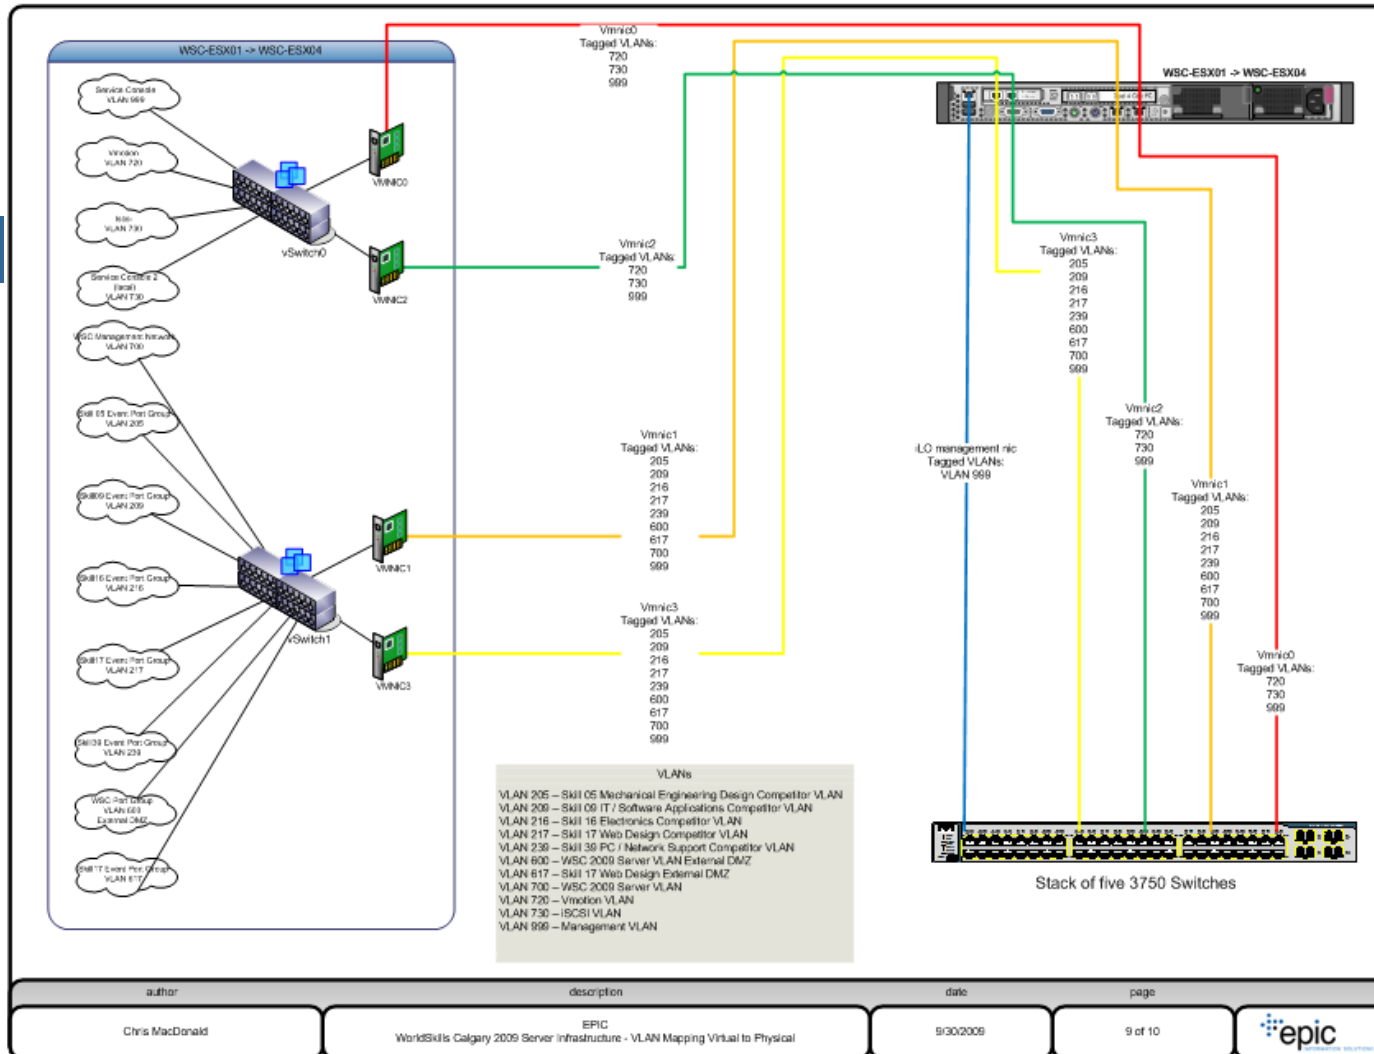 WSC-ESX01 -> WSC-ESX04
Service Console
VLAN 999
Vmotion
VLAN 720
VLAN 730
Service Console 2
(local)
VLAN 730
WSC Management Network
VLAN 700
Skill 05 Event Port Group
VLAN 205
Skill09 Event Port Group
VLAN 209
Skill16 Event Port Group
VLAN 216
Skill17 Event Port Group
VLAN 217
Skill39 Event Port Group
VLAN 239
WSC Port Group
VLAN 600
External DMZ
Skill17 Event Port Group
VLAN 617
vSwitch0
vSwitch1
VMNIC0
VMNIC2
VMNIC1
VMNIC3
Vmnic0
Tagged VLANs:
720
730
999
Vmnic2
Tagged VLANs:
720
730
999
Vmnic1
Tagged VLANs:
205
209
216
217
239
600
617
700
999
Vmnic3
Tagged VLANs:
205
209
216
217
239
600
617
700
999
WSC-ESX01 -> WSC-ESX04
Vmnic3
Tagged VLANs:
205
209
216
217
239
600
617
700
999
Vmnic2
Tagged VLANs:
720
730
999
iLO management nic
Tagged VLANs:
VLAN 999
Vmnic1
Tagged VLANs:
205
209
216
217
239
600
617
700
999
Vmnic0
Tagged VLANs:
720
730
999
Stack of five 3750 Switches
VLANs
VLAN 205 – Skill 05 Mechanical Engineering Design Competitor VLAN
VLAN 209 – Skill 09 IT / Software Applications Competitor VLAN
VLAN 216 – Skill 16 Electronics Competitor VLAN
VLAN 217 – Skill 17 Web Design Competitor VLAN
VLAN 239 – Skill 39 PC / Network Support Competitor VLAN
VLAN 600 – WSC 2009 Server VLAN External DMZ
VLAN 617 – Skill 17 Web Design External DMZ
VLAN 700 – WSC 2009 Server VLAN
VLAN 720 – Vmotion VLAN
VLAN 730 – iSCSI VLAN
VLAN 999 – Management VLAN
author
description
date
page
Chris MacDonald
EPIC
WorldSkills Calgary 2009 Server Infrastructure - VLAN Mapping Virtual to Physical
9/30/2009
9 of 10
epic
INFORMATION SOLUTIONS